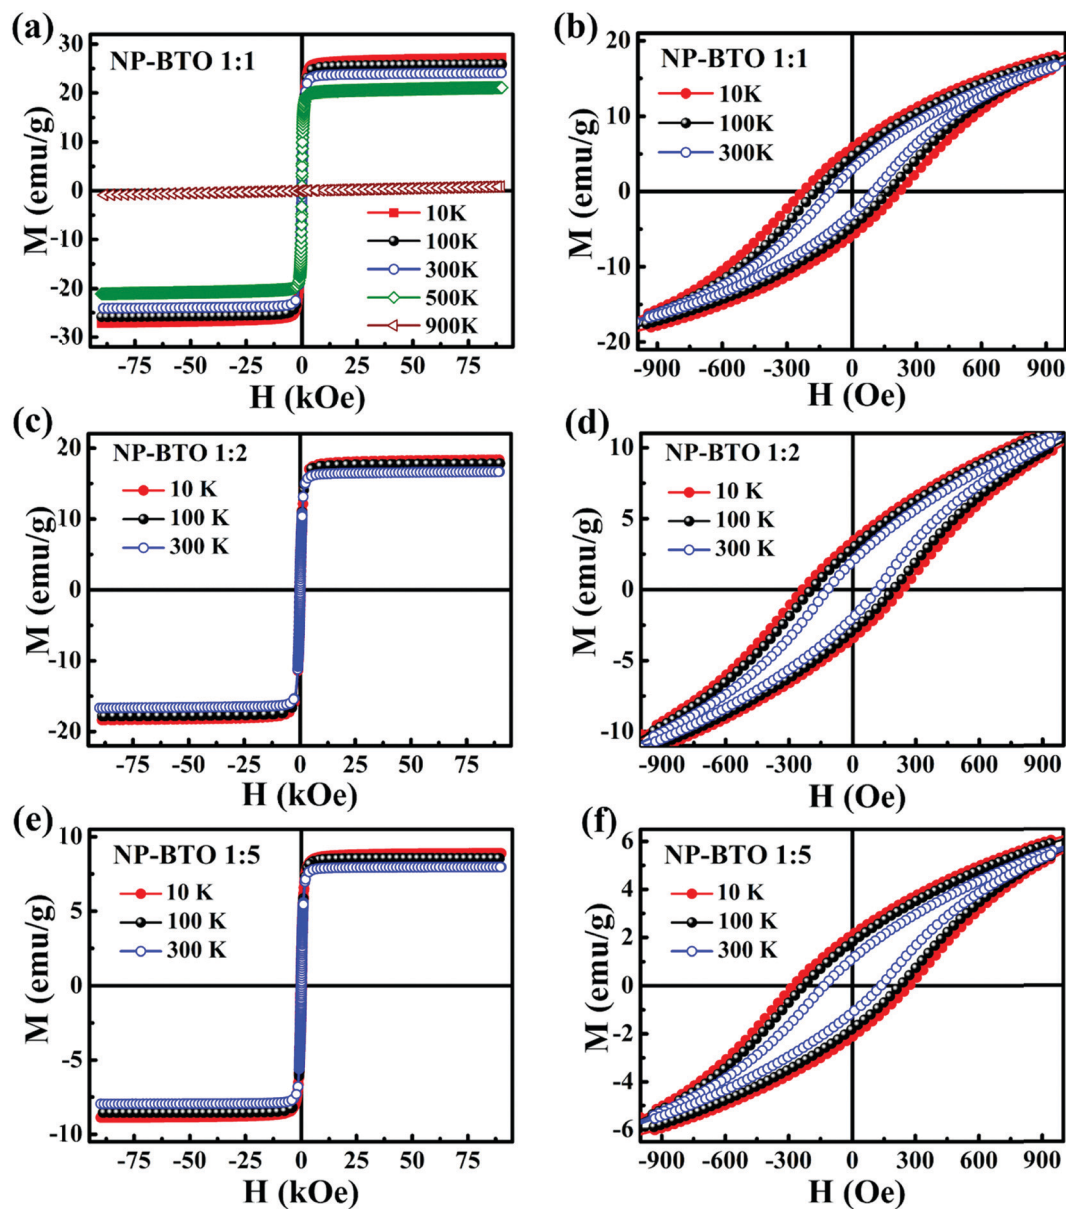 (a)
NP-BTO 1:1
M (emu/g)
30
20
10
0
-10
-20
-30
10K
100K
300K
500K
900K
-75 -50 -25 0 25 50 75
H (kOe)
(b)
NP-BTO 1:1
M (emu/g)
20
10
0
-10
-20
10K
100K
300K
-900 -600 -300 0 300 600 900
H (Oe)
(c)
NP-BTO 1:2
M (emu/g)
20
10
0
-10
-20
10 K
100 K
300 K
-75 -50 -25 0 25 50 75
H (kOe)
(d)
NP-BTO 1:2
M (emu/g)
10
5
0
-5
-10
10 K
100 K
300 K
-900 -600 -300 0 300 600 900
H (Oe)
(e)
NP-BTO 1:5
M (emu/g)
10
5
0
-5
-10
10 K
100 K
300 K
-75 -50 -25 0 25 50 75
H (kOe)
(f)
NP-BTO 1:5
M (emu/g)
6
4
2
0
-2
-4
-6
10 K
100 K
300 K
-900 -600 -300 0 300 600 900
H (Oe)